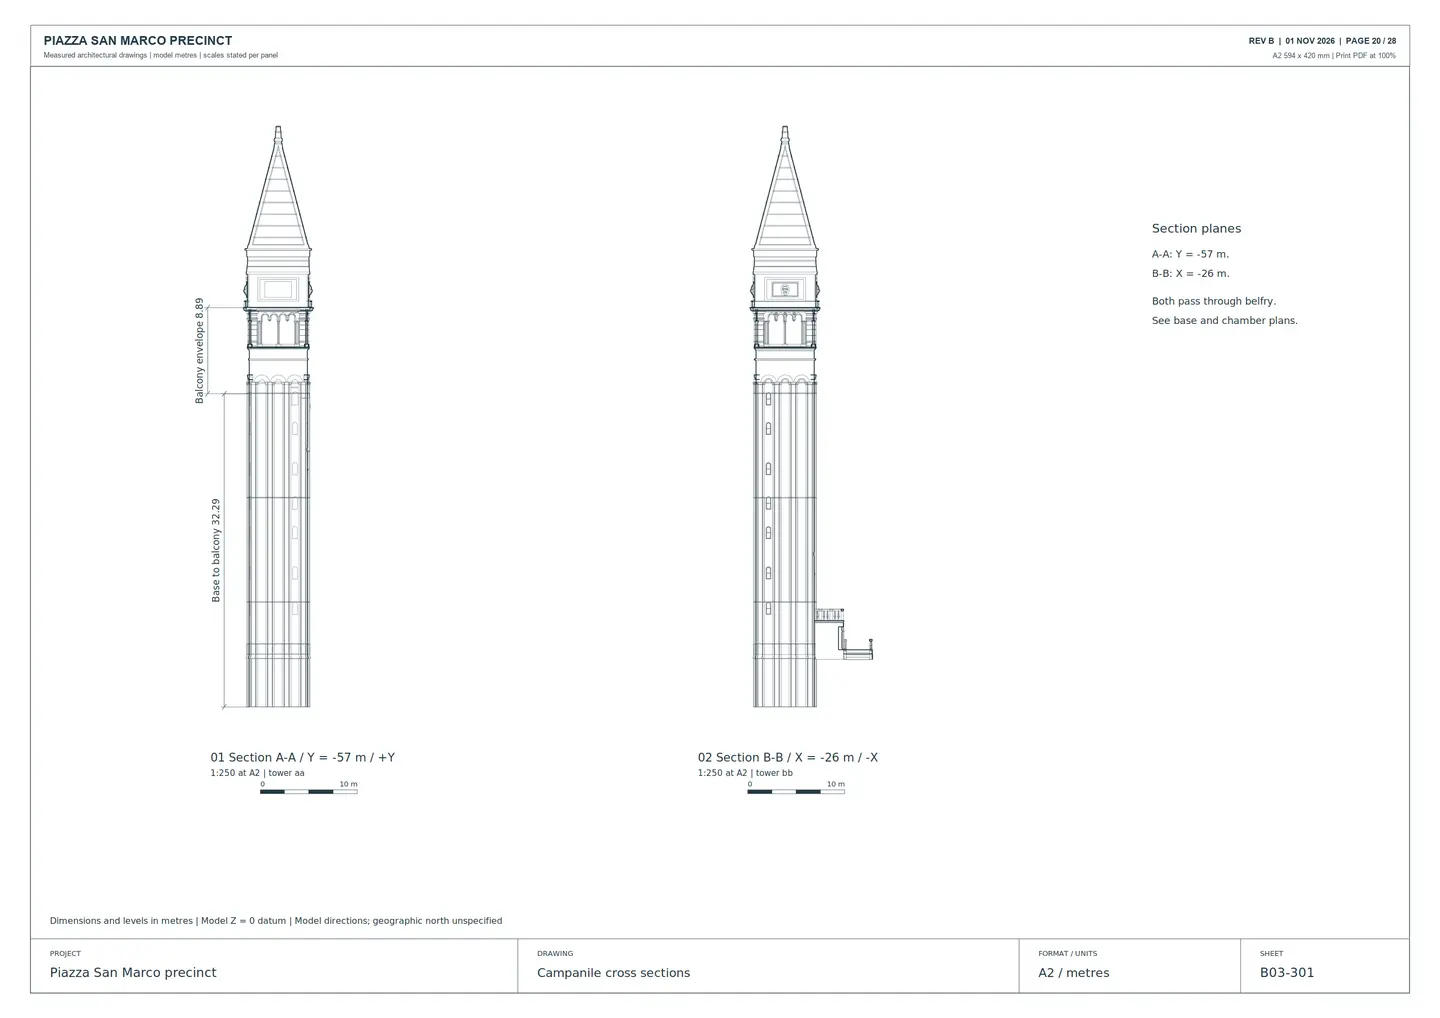 PIAZZA SAN MARCO PRECINCT
Measured architectural drawings | model metres | scales stated per panel
REV B | 01 NOV 2026 | PAGE 20 / 28
A2 594 x 420 mm | Print PDF at 100%
Balcony envelope 8.89
Base to balcony 32.29
Section planes
A-A: Y = -57 m.
B-B: X = -26 m.
Both pass through belfry.
See base and chamber plans.
01 Section A-A / Y = -57 m / +Y
1:250 at A2 | tower aa
0 10 m
02 Section B-B / X = -26 m / -X
1:250 at A2 | tower bb
0 10 m
Dimensions and levels in metres | Model Z = 0 datum | Model directions; geographic north unspecified
PROJECT
Piazza San Marco precinct
DRAWING
Campanile cross sections
FORMAT / UNITS
A2 / metres
SHEET
B03-301